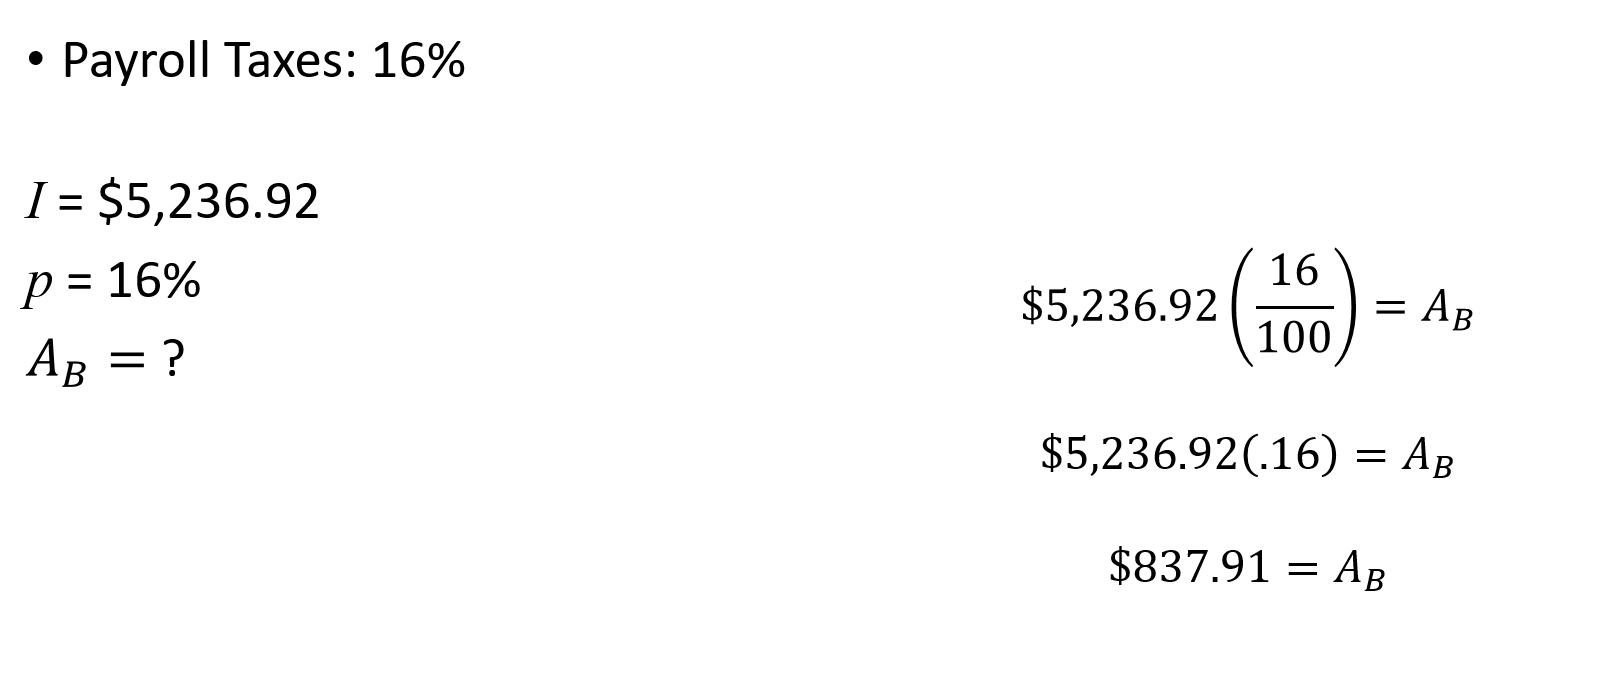 • Payroll Taxes: 16%
I = $5,236.92
p = 16%
A_B = ?
$5,236.92(16/100) = A_B
$5,236.92(.16) = A_B
$837.91 = A_B